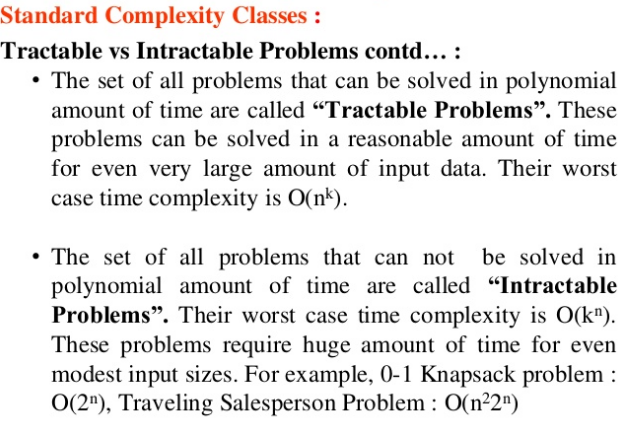 Standard Complexity Classes :
Tractable vs Intractable Problems contd… :
• The set of all problems that can be solved in polynomial
amount of time are called “Tractable Problems”. These
problems can be solved in a reasonable amount of time
for even very large amount of input data. Their worst
case time complexity is O(nᵏ).
• The set of all problems that can not be solved in
polynomial amount of time are called “Intractable
Problems”. Their worst case time complexity is O(kⁿ).
These problems require huge amount of time for even
modest input sizes. For example, 0-1 Knapsack problem :
O(2ⁿ), Traveling Salesperson Problem : O(n²2ⁿ)